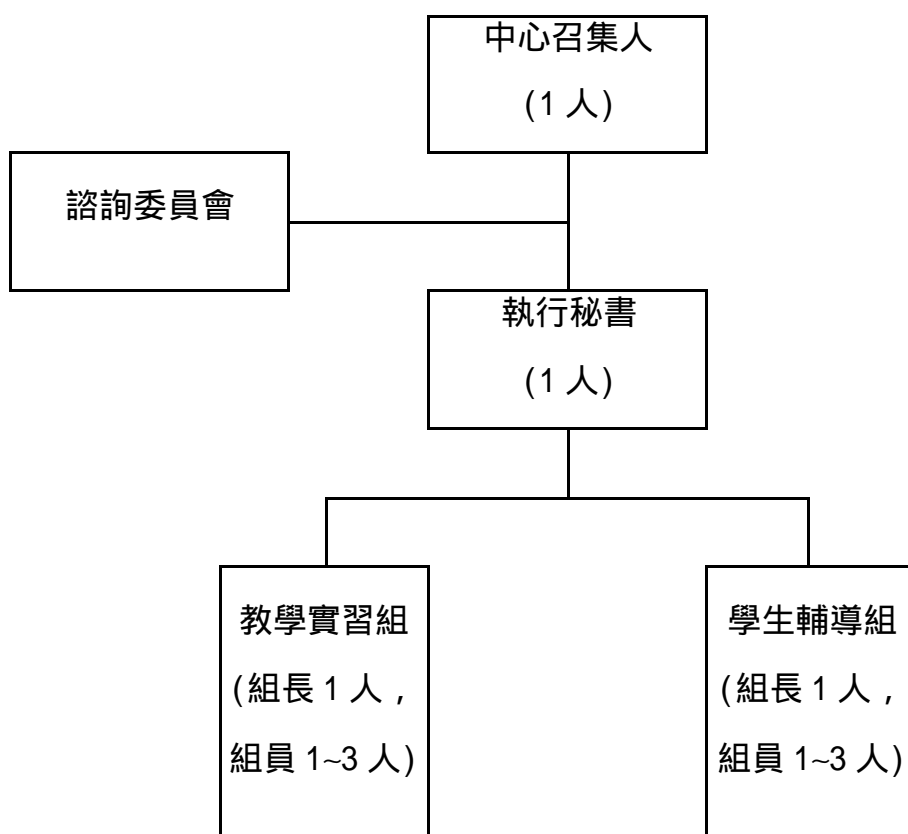 中心召集人
(1 人)
諮詢委員會
執行秘書
(1 人)
教學實習組
(組長 1 人，
組員 1~3 人)
學生輔導組
(組長 1 人，
組員 1~3 人)